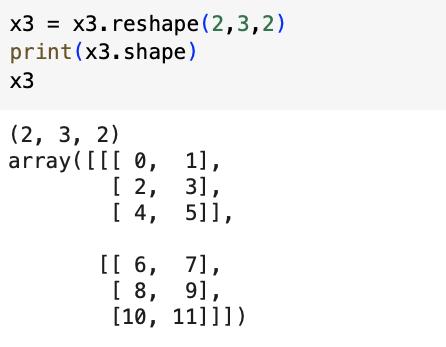 x3 = x3.reshape(2,3,2)
print(x3.shape)
x3
(2, 3, 2)
array([[[ 0,  1],
        [ 2,  3],
        [ 4,  5]],

       [[ 6,  7],
        [ 8,  9],
        [10, 11]]])